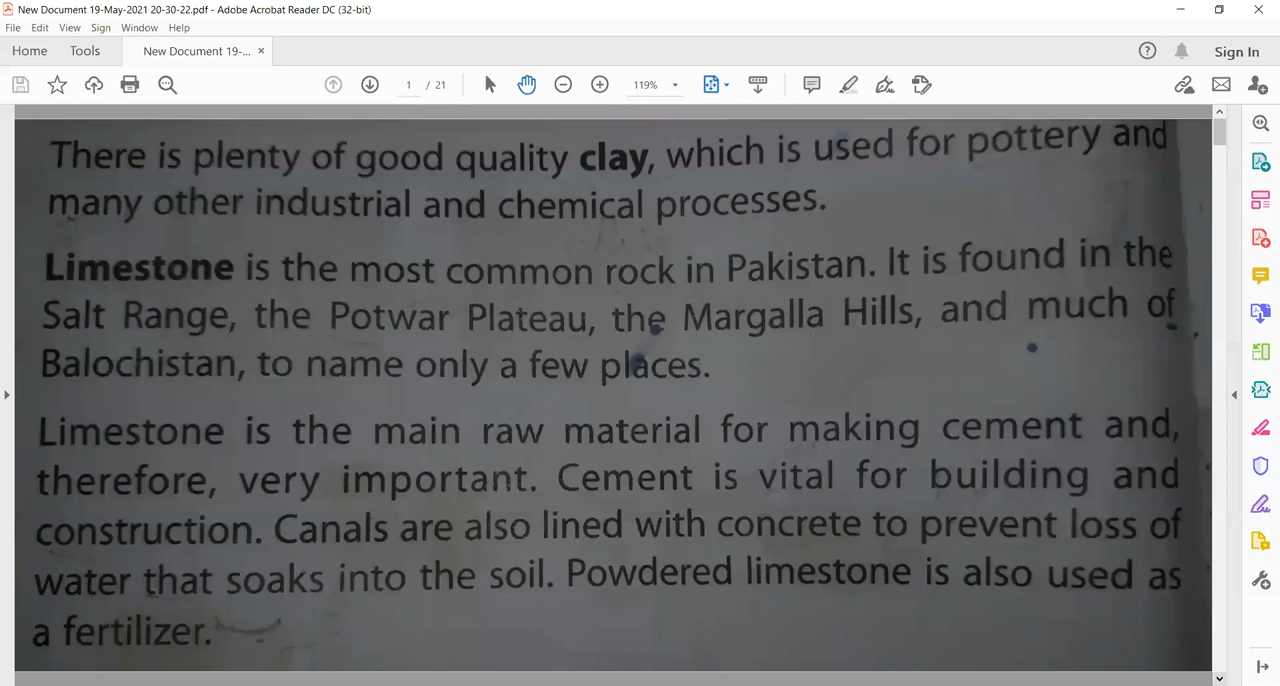 New Document 19-May-2021 20-30-22.pdf - Adobe Acrobat Reader DC (32-bit)
File Edit View Sign Window Help
Home Tools New Document 19-... × Sign In
1 / 21 119%
There is plenty of good quality clay, which is used for pottery and
many other industrial and chemical processes.
Limestone is the most common rock in Pakistan. It is found in the
Salt Range, the Potwar Plateau, the Margalla Hills, and much of
Balochistan, to name only a few places.
Limestone is the main raw material for making cement and,
therefore, very important. Cement is vital for building and
construction. Canals are also lined with concrete to prevent loss of
water that soaks into the soil. Powdered limestone is also used as
a fertilizer.